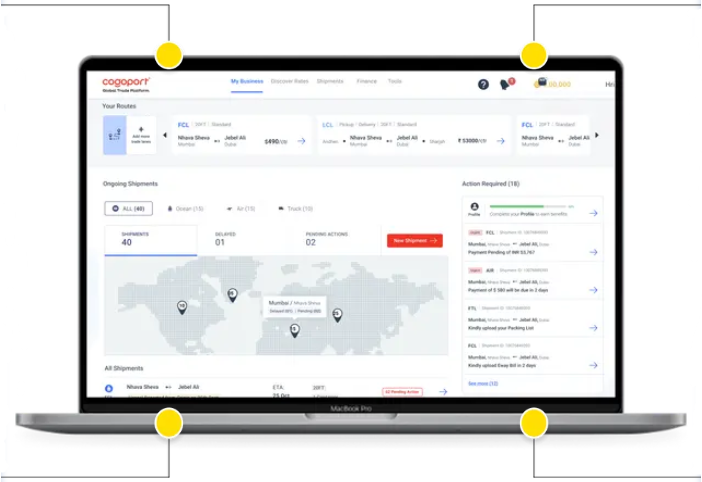 cogoport
Global Trade Platform.
My Business Discover Rates Shipments Finance Tools
Your Routes
Add more
trade lanes
FCL 20FT Standard
Nhava Sheva Jebel Ali
Mumbai Dubai
$490/ctr
LCL Pickup - Delivery 20FT Standard
Andheri Nhava Sheva Jebel Ali Sharjah
Mumbai Dubai
₹ 53000/ctr
FCL 20FT Standard
Nhava Sheva Jebel Ali
Mumbai Dubai
Ongoing Shipments
ALL (40) Ocean (15) Air (15) Truck (10)
SHIPMENTS DELAYED PENDING ACTIONS
40 01 02
New Shipment
Mumbai / Nhava Sheva
Delayed (01) Pending (02)
All Shipments
Nhava Sheva Jebel Ali
ETA: 20FT
25 Oct
02 Pending Action
Action Required (18)
Profile
Complete your Profile to earn benefits.
FCL Shipment ID
Mumbai, Nhava Sheva Jebel Ali, Dubai
Payment Pending of INR 53,767
AIR Shipment ID
Mumbai, Nhava Sheva Jebel Ali, Dubai
Payment of $ 580 will be due in 2 days
FTL Shipment ID
Mumbai, Nhava Sheva Jebel Ali, Dubai
Kindly upload your Packing List
FCL Shipment ID
Mumbai, Nhava Sheva Jebel Ali, Dubai
Kindly upload Eway Bill in 2 days
See more (12)
MacBook Pro